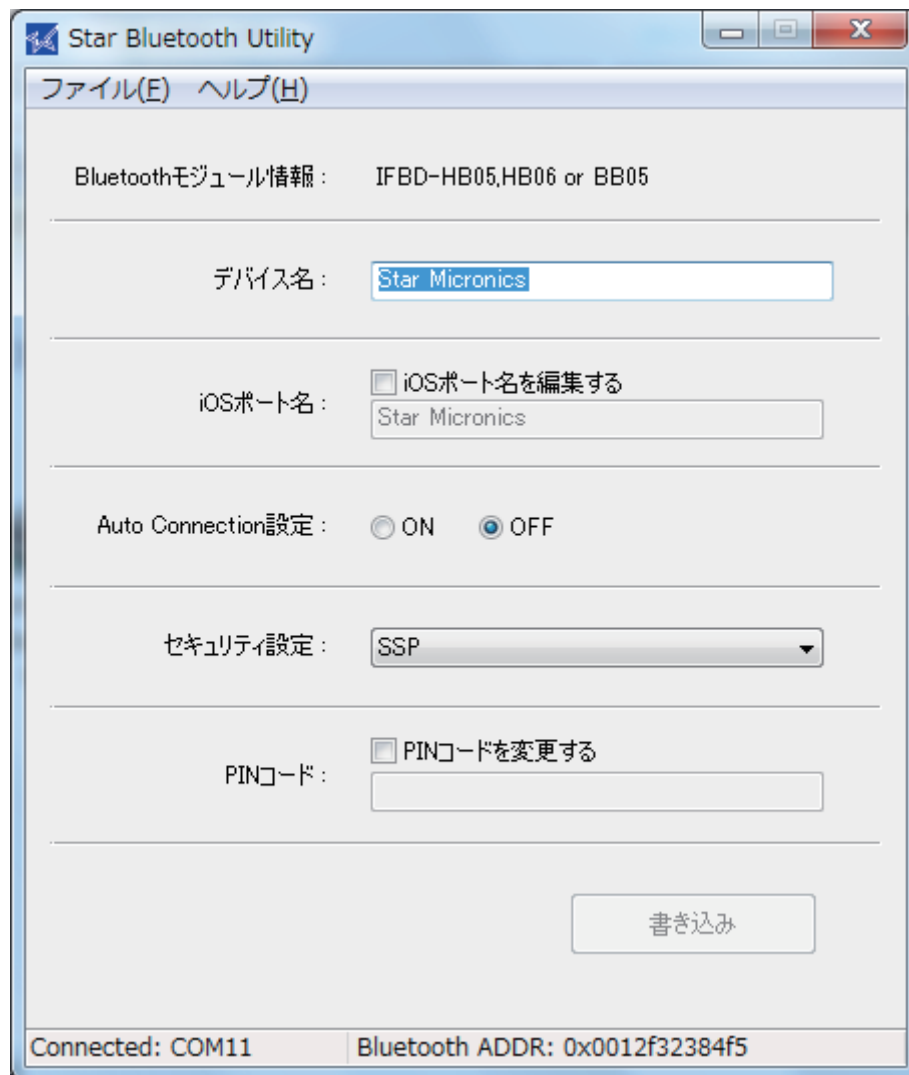 Star Bluetooth Utility
ファイル(F) ヘルプ(H)
Bluetoothモジュール情報 : IFBD-HB05,HB06 or BB05
デバイス名 : Star Micronics
iOSポート名を編集する
iOSポート名 :
Star Micronics
Auto Connection設定 : ON OFF
セキュリティ設定 : SSP
PINコードを変更する
PINコード :
書き込み
Connected: COM11 Bluetooth ADDR: 0x0012f32384f5